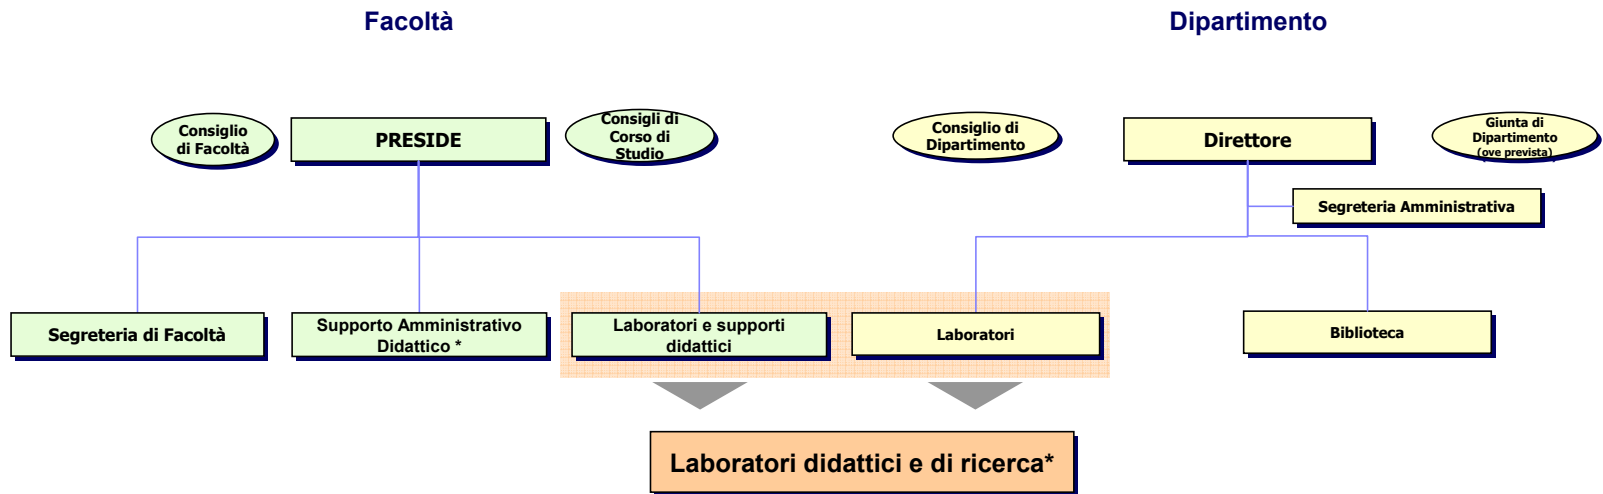 Facoltà
Dipartimento
Consiglio
di Facoltà
PRESIDE
Consigli di
Corso di
Studio
Consiglio di
Dipartimento
Direttore
Giunta di
Dipartimento
(ove prevista)
Segreteria Amministrativa
Segreteria di Facoltà
Supporto Amministrativo
Didattico *
Laboratori e supporti
didattici
Laboratori
Biblioteca
Laboratori didattici e di ricerca*